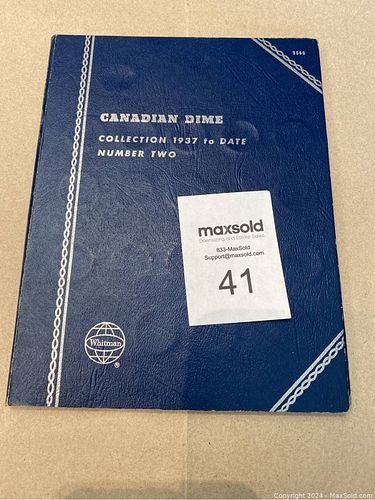 9066
CANADIAN DIME
COLLECTION 1937 to DATE
NUMBER TWO
maxsold
Downsizing and Estate Sales
833-MaxSold
Support@maxsold.com
41
Whitman
®
Copyright 2024 - MaxSold.com